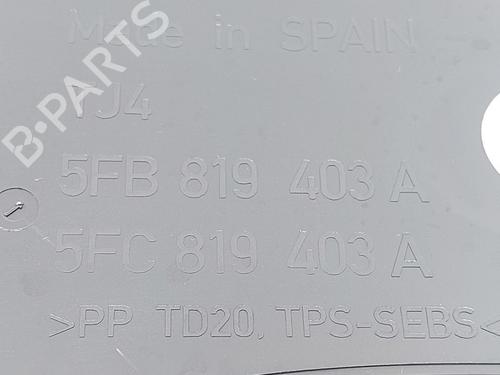 Made in SPAIN
TJ4
5FB 819 403 A
5FC 819 403 A
>PP TD20, TPS-SEBS<
B-PARTS